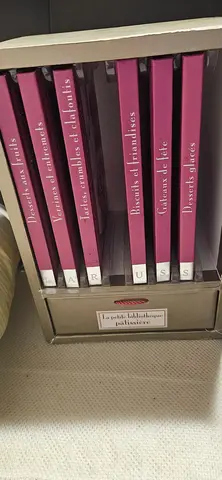 Desserts aux fruits
Verrines et entremets
Tartes, crumbles et clafoutis
Biscuits et friandises
Gâteaux de fête
Desserts glacés
L
A
R
U
S
S
La petite bibliothèque
pâtissière